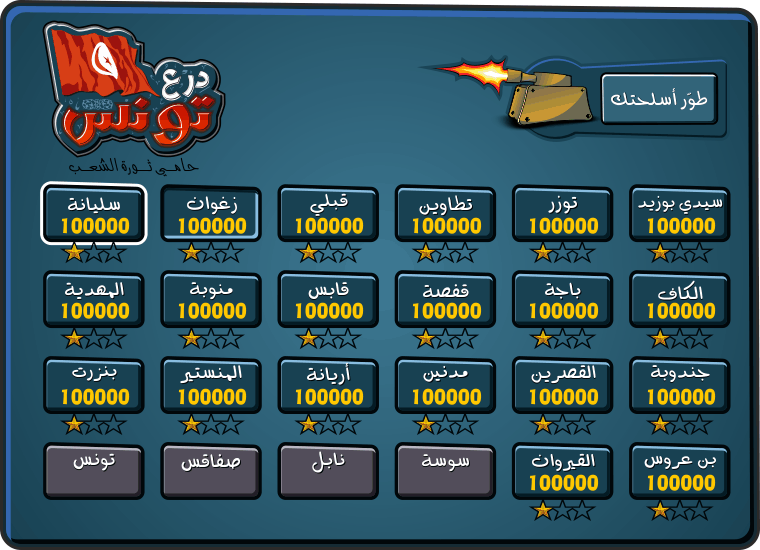 درع
تونس
حامي ثورة الشعب
طوّر أسلحتك
سيدي بوزيد
100000
توزر
100000
تطاوين
100000
قبلي
100000
زغوات
100000
سليانة
100000
الكاف
100000
باجة
100000
قفصة
100000
قابس
100000
منوبة
100000
المهدية
100000
جندوبة
100000
القصرين
100000
مدنين
100000
أريانة
100000
المنستير
100000
بنزرت
100000
بن عروس
100000
القيروات
100000
سوسة
نابل
صفاقس
تونس